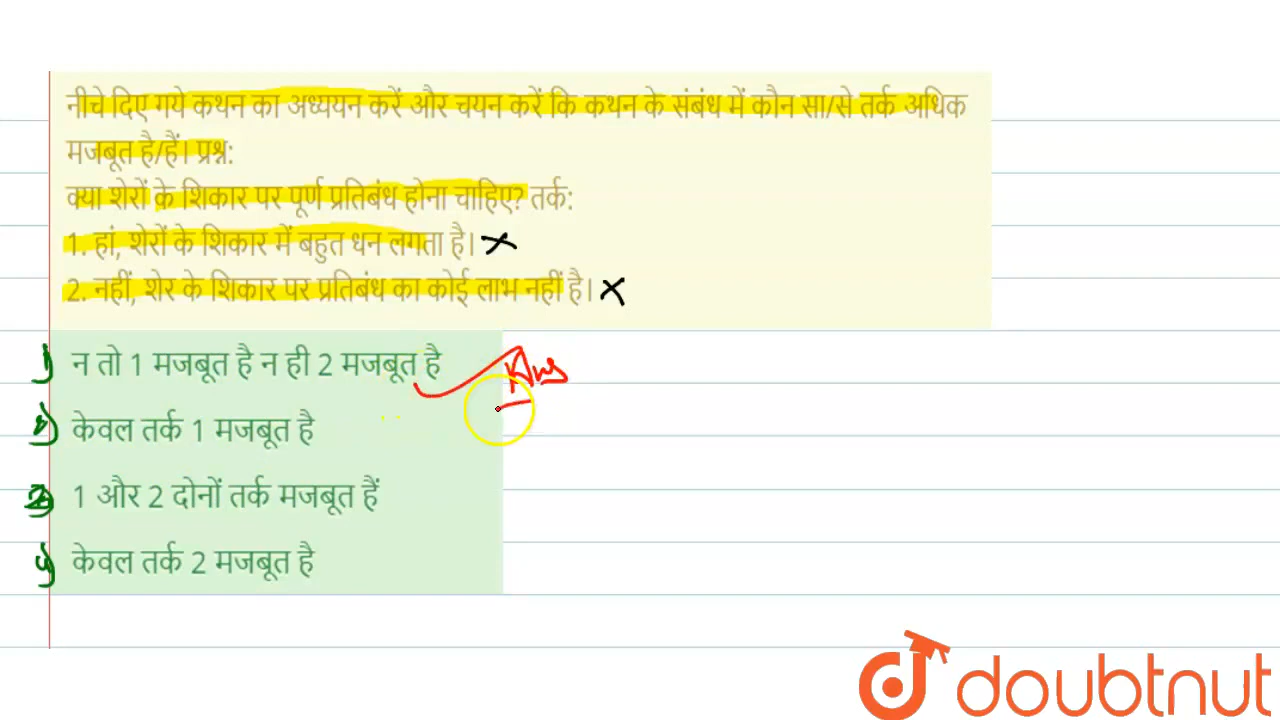 नीचे दिए गये कथन का अध्ययन करें और चयन करें कि कथन के संबंध में कौन सा/से तर्क अधिक
मजबूत है/हैं। प्रश्न:
क्या शेरों के शिकार पर पूर्ण प्रतिबंध होना चाहिए? तर्क:
1. हां, शेरों के शिकार में बहुत धन लगता है। ×
2. नहीं, शेर के शिकार पर प्रतिबंध का कोई लाभ नहीं है। ×
1) न तो 1 मजबूत है न ही 2 मजबूत है Ans
केवल तर्क 1 मजबूत है
1 और 2 दोनों तर्क मजबूत हैं
केवल तर्क 2 मजबूत है
doubtnut